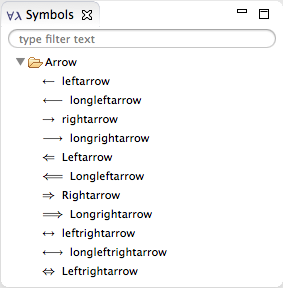 ∀λ Symbols
type filter text
Arrow
← leftarrow
⟵ longleftarrow
→ rightarrow
⟶ longrightarrow
⇐ Leftarrow
⟸ Longleftarrow
⇒ Rightarrow
⟹ Longrightarrow
↔ leftrightarrow
⟷ longleftrightarrow
⇔ Leftrightarrow